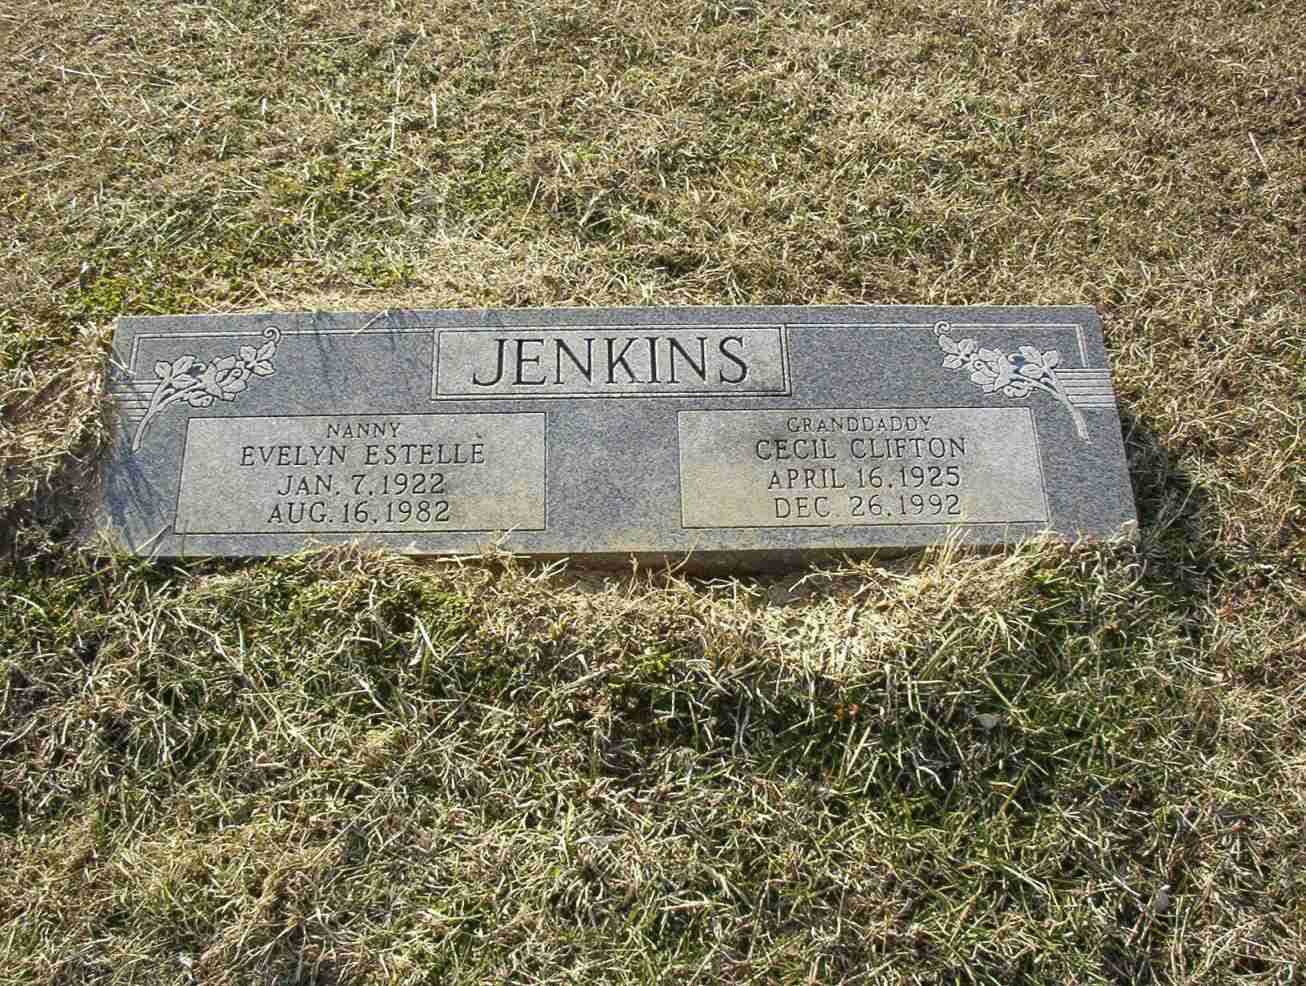 JENKINS
NANNY
EVELYN ESTELLE
JAN. 7, 1922
AUG. 16, 1982
GRANDDADDY
CECIL CLIFTON
APRIL 16, 1925
DEC 26, 1992